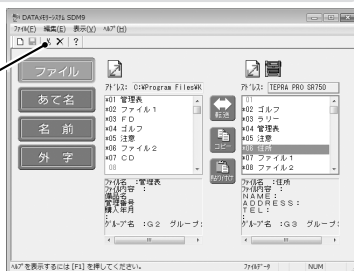 DATAﾒﾓﾘｰｼｽﾃﾑ SDM9
ﾌｧｲﾙ(F) 編集(E) 表示(V) ﾍﾙﾌﾟ(H)
ファイル
あて名
名 前
外 字
ｱﾄﾞﾚｽ: C:¥Program Files¥K
*01 管理表
*02 ファイル1
*03 FD
*04 ゴルフ
*05 注意
*06 ファイル2
*07 CD
08
ﾌｧｲﾙ名 :管理表
ﾌｧｲﾙ内容 :
備品名:
管理番号:
購入年月:
:
ｸﾞﾙｰﾌﾟ名 :G2 グループ:
転送
コピー
貼り付け
ｱﾄﾞﾚｽ: TEPRA PRO SR750
01
*02 ゴルフ
*03 ラリー
*04 管理表
*05 注意
*06 住所
*07 ファイル1
*08 ファイル2
ﾌｧｲﾙ名 :住所
ﾌｧｲﾙ内容 :
NAME:
ADDRESS:
TEL:
:
ｸﾞﾙｰﾌﾟ名 :G3 グループ:
ﾍﾙﾌﾟを表示するには [F1] を押してください。
ﾌｧｲﾙﾃﾞｰﾀ
NUM